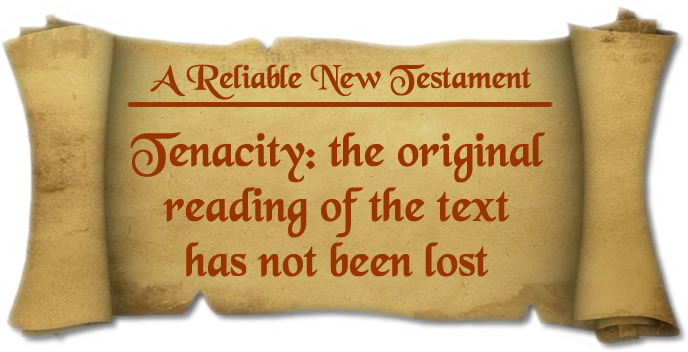 A Reliable New Testament
Tenacity: the original
reading of the text
has not been lost